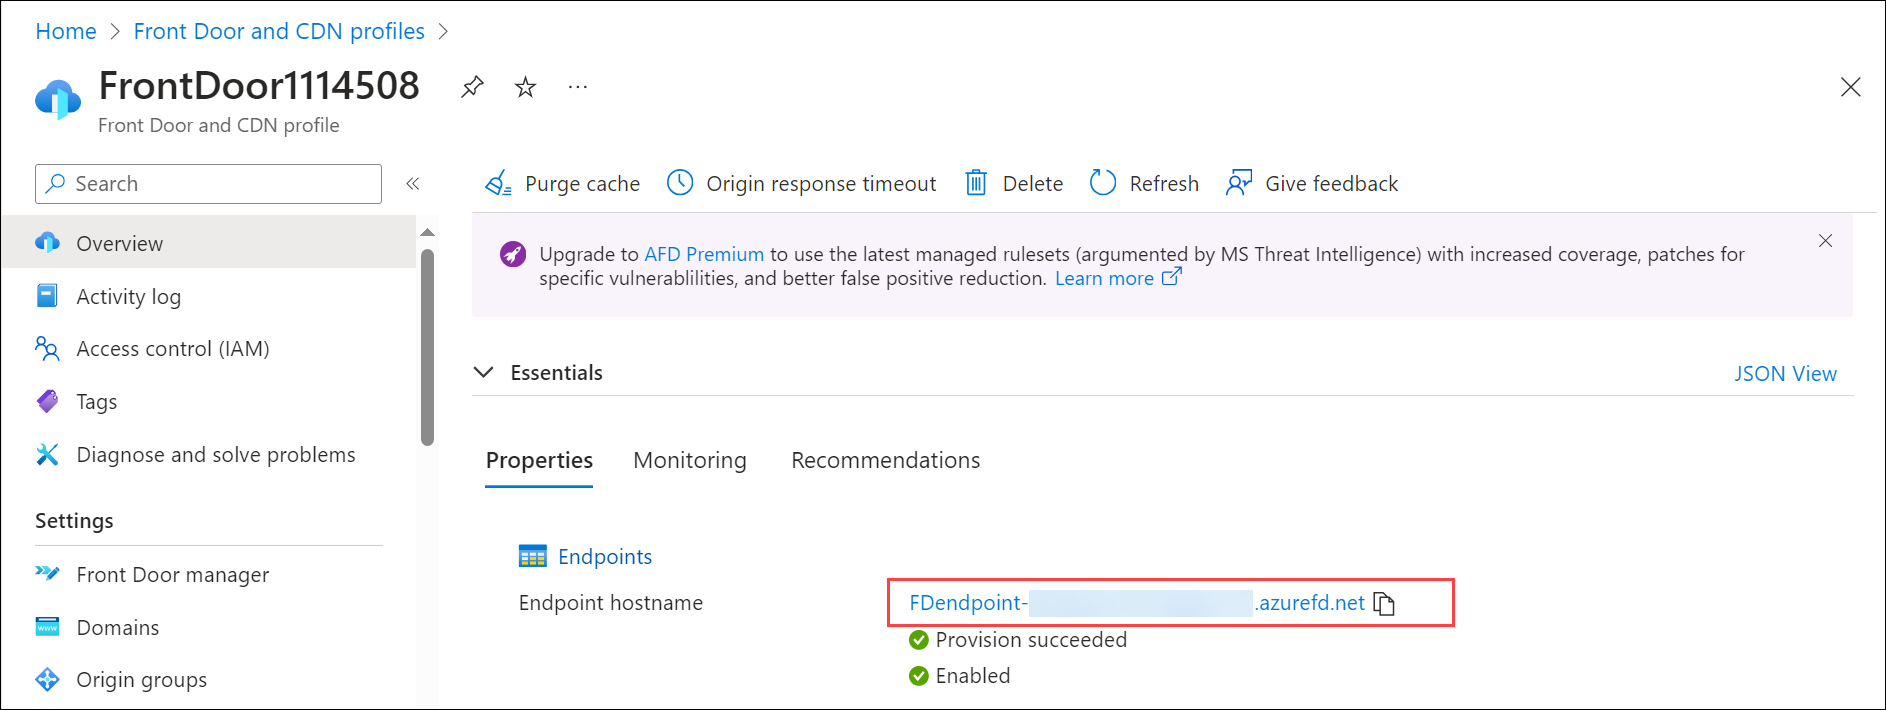 Home > Front Door and CDN profiles >
FrontDoor1114508
Front Door and CDN profile
Search
Purge cache Origin response timeout Delete Refresh Give feedback
Overview
Activity log
Access control (IAM)
Tags
Diagnose and solve problems
Settings
Front Door manager
Domains
Origin groups
Upgrade to AFD Premium to use the latest managed rulesets (argumented by MS Threat Intelligence) with increased coverage, patches for
specific vulnerablilities, and better false positive reduction. Learn more
Essentials JSON View
Properties Monitoring Recommendations
Endpoints
Endpoint hostname FDendpoint- .azurefd.net
Provision succeeded
Enabled